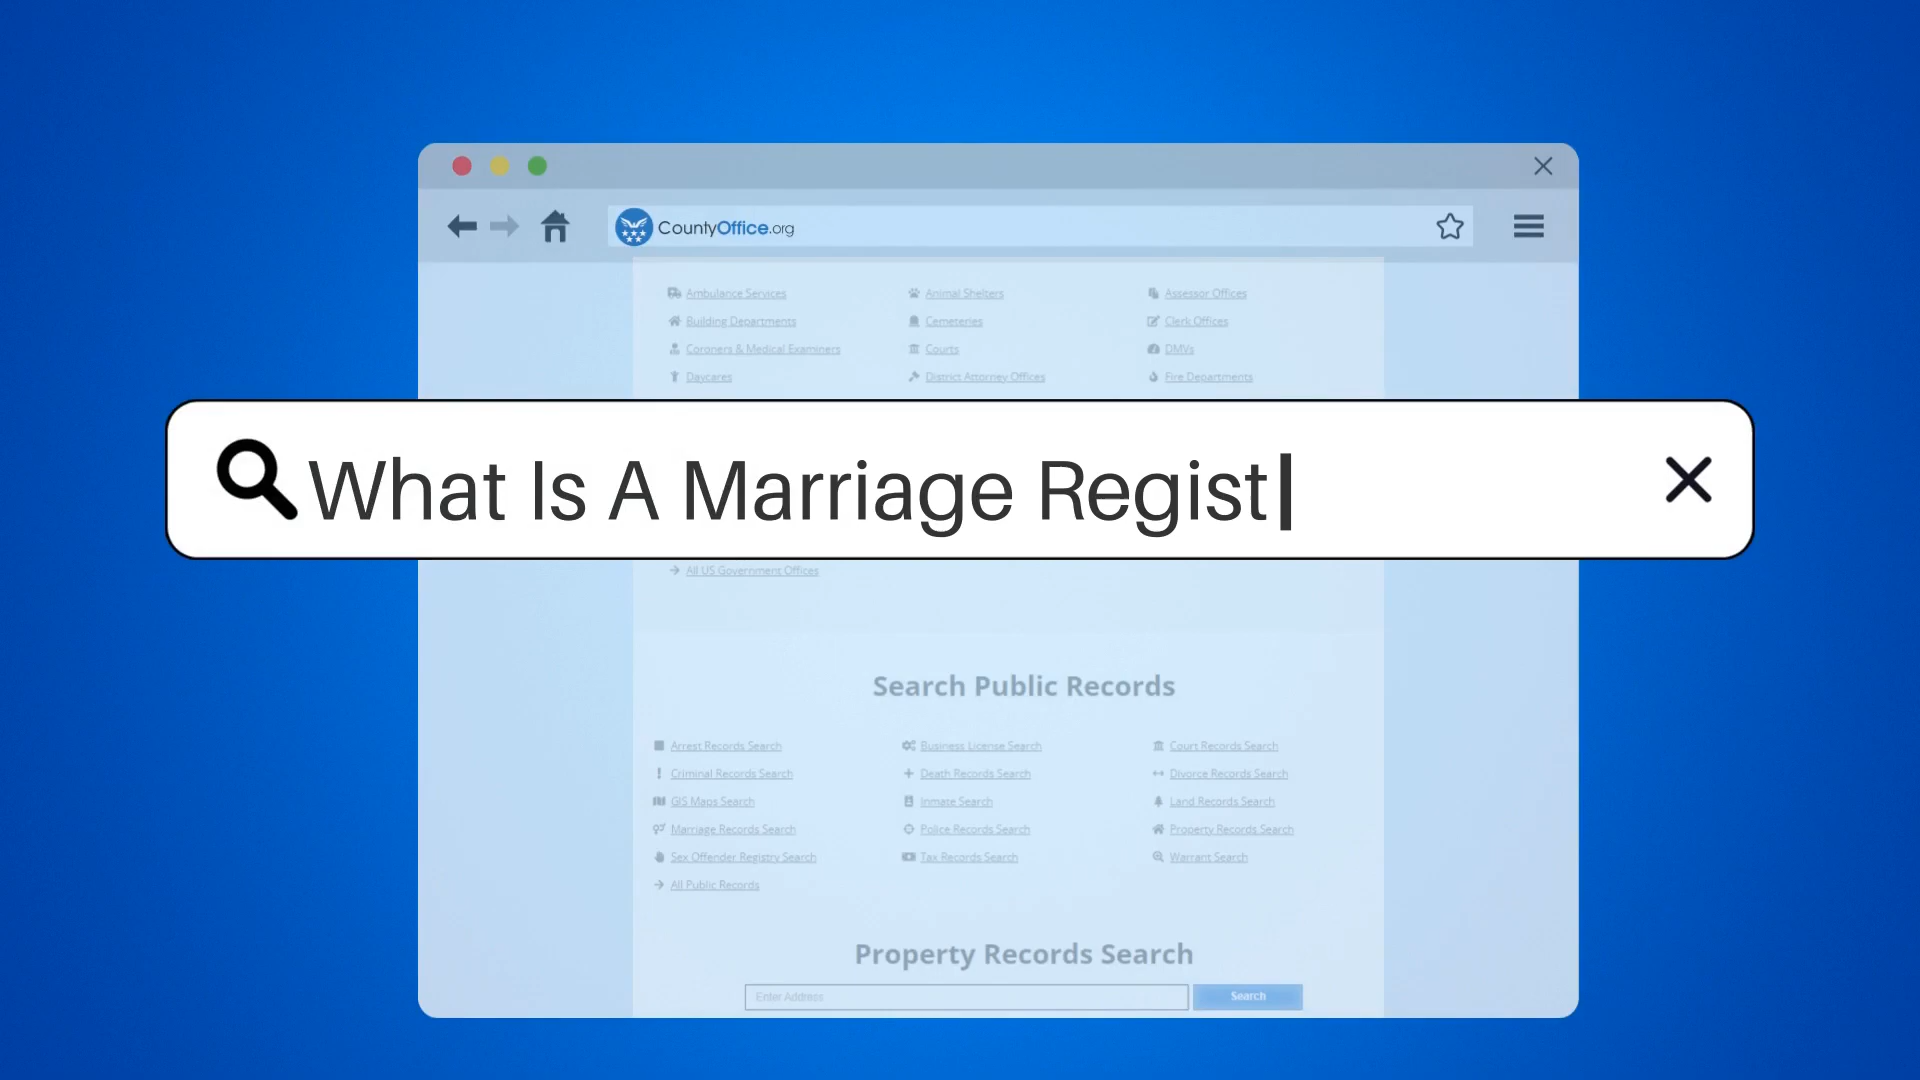 CountyOffice.org
Ambulance Services Animal Shelters Assessor Offices
Building Departments Cemeteries Clerk Offices
Coroners & Medical Examiners Courts DMVs
Daycares District Attorney Offices Fire Departments
What Is A Marriage Regist
All US Government Offices
Search Public Records
Arrest Records Search Business License Search Court Records Search
Criminal Records Search Death Records Search Divorce Records Search
GIS Maps Search Inmate Search Land Records Search
Marriage Records Search Police Records Search Property Records Search
Sex Offender Registry Search Tax Records Search Warrant Search
All Public Records
Property Records Search
Enter Address Search